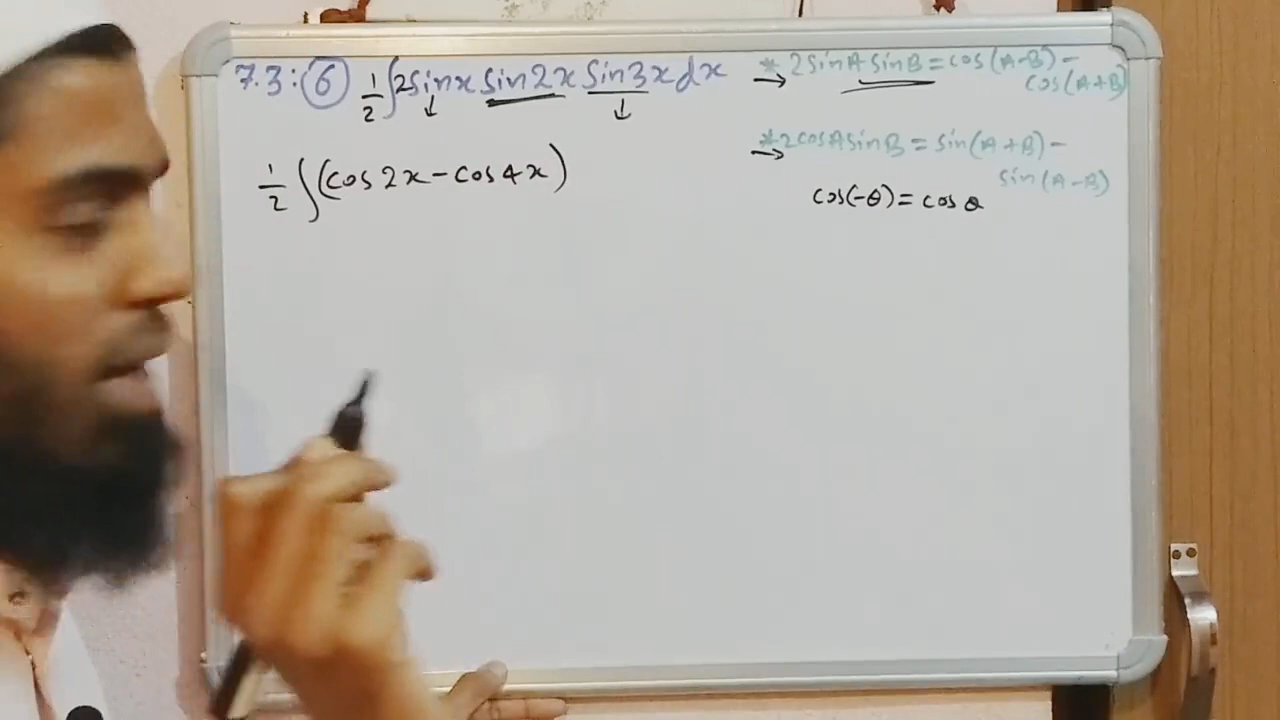 7.3: ⑥ 1/2 ∫2Sinx Sin2x Sin3x dx
1/2 ∫(cos2x - cos4x)
* 2SinA SinB = cos(A-B) -
cos(A+B)
* 2cosA sinB = sin(A+B) -
sin(A-B)
cos(-θ) = cos θ